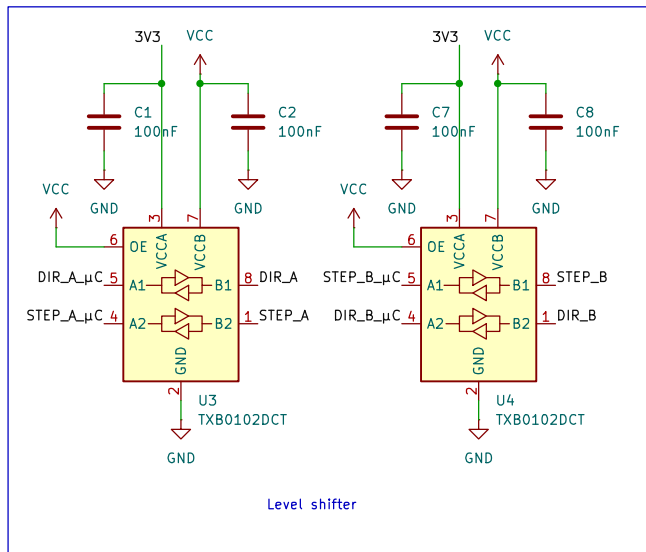 3V3
VCC
C1
100nF
C2
100nF
GND
GND
VCC
3
7
6
OE
VCCA
VCCB
DIR_A_µC
5
A1
B1
8
DIR_A
STEP_A_µC
4
A2
B2
1
STEP_A
GND
2
U3
TXB0102DCT
GND
3V3
VCC
C7
100nF
C8
100nF
GND
GND
VCC
3
7
6
OE
VCCA
VCCB
STEP_B_µC
5
A1
B1
8
STEP_B
DIR_B_µC
4
A2
B2
1
DIR_B
GND
2
U4
TXB0102DCT
GND
Level shifter